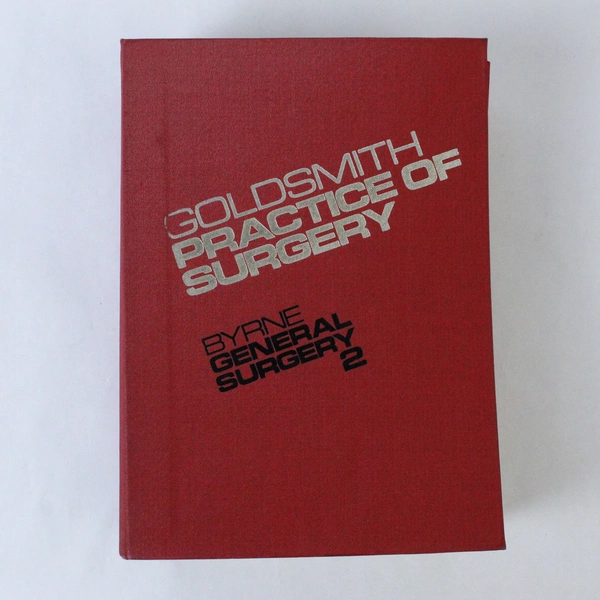 GOLDSMITH
PRACTICE OF
SURGERY
BYRNE
GENERAL
SURGERY
2